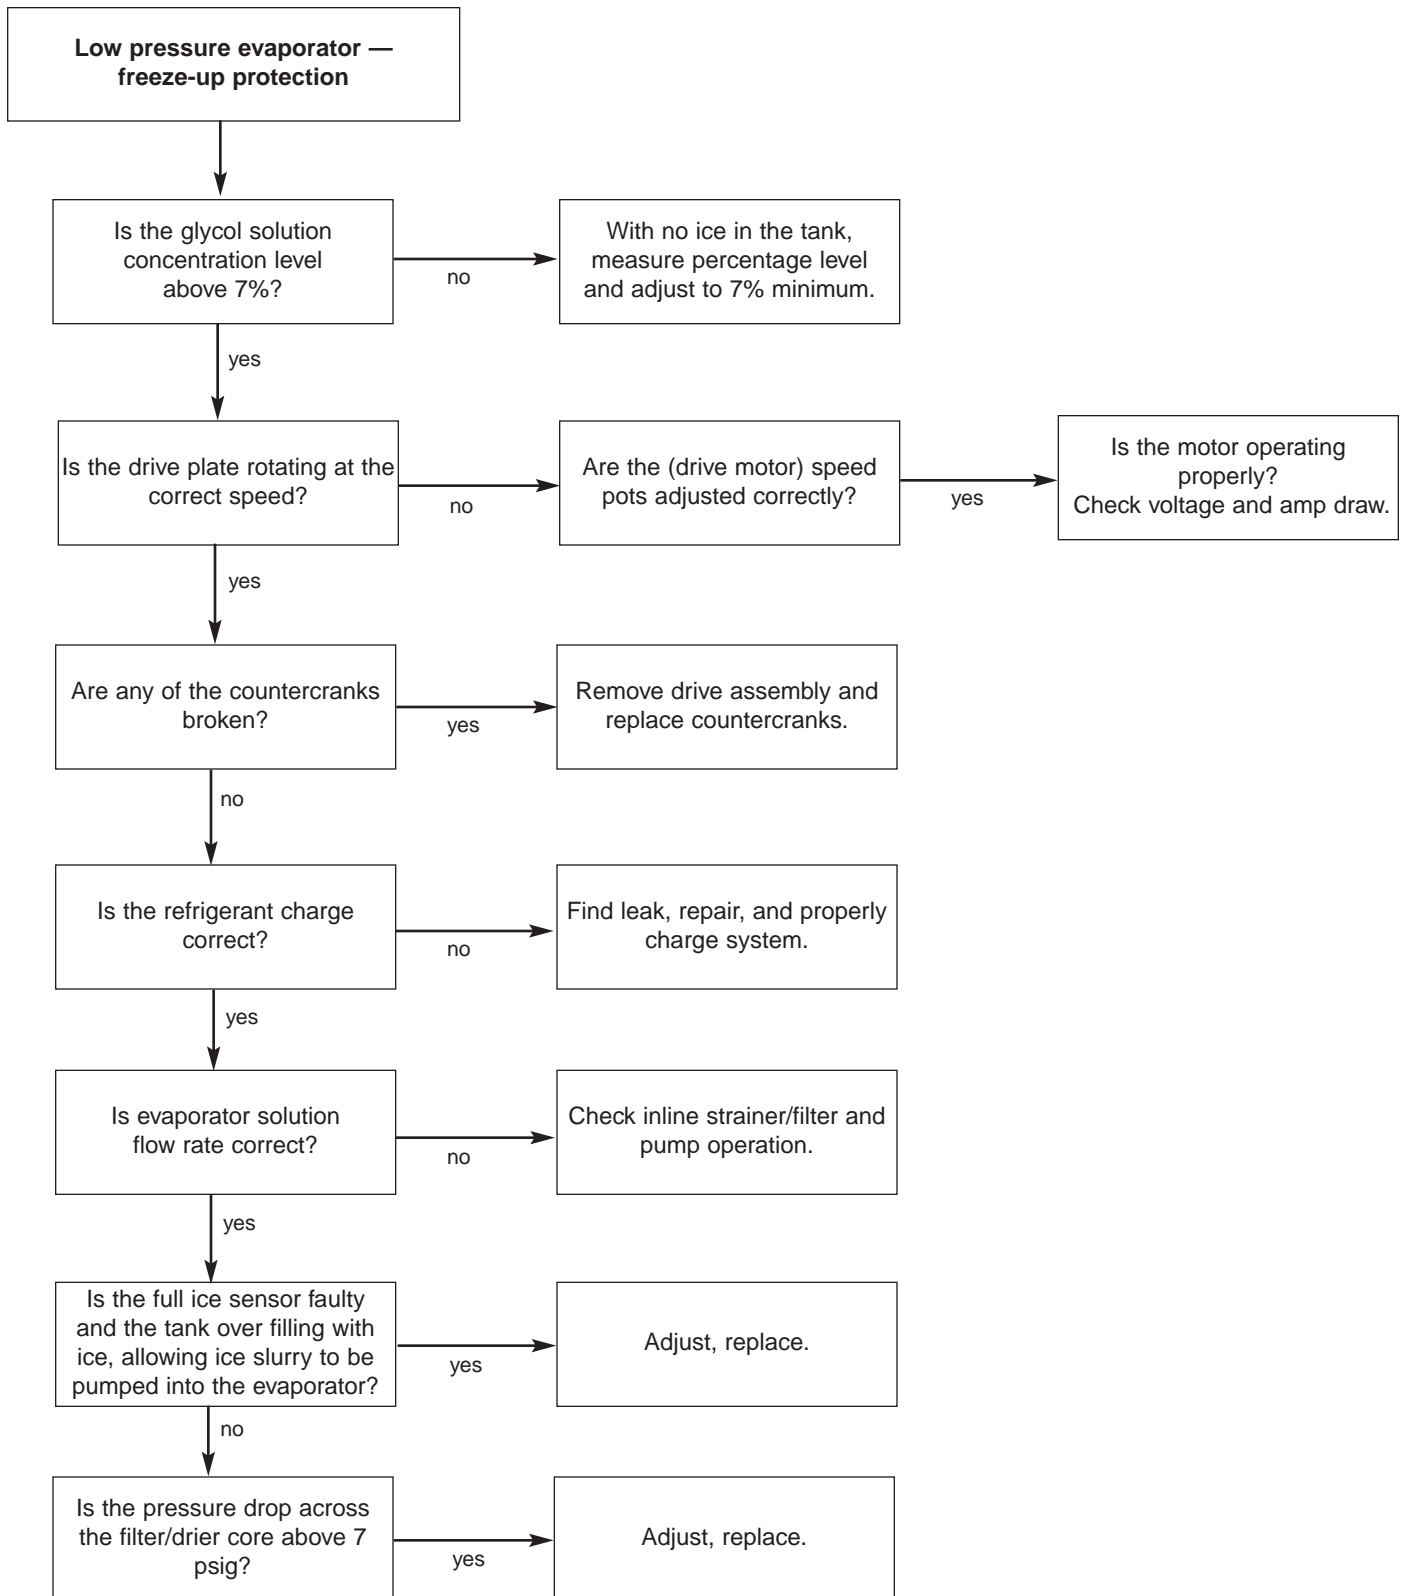 Low pressure evaporator —
freeze-up protection
Is the glycol solution
concentration level
above 7%?
no
With no ice in the tank,
measure percentage level
and adjust to 7% minimum.
yes
Is the drive plate rotating at the
correct speed?
no
Are the (drive motor) speed
pots adjusted correctly?
yes
Is the motor operating
properly?
Check voltage and amp draw.
yes
Are any of the countercranks
broken?
yes
Remove drive assembly and
replace countercranks.
no
Is the refrigerant charge
correct?
no
Find leak, repair, and properly
charge system.
yes
Is evaporator solution
flow rate correct?
no
Check inline strainer/filter and
pump operation.
yes
Is the full ice sensor faulty
and the tank over filling with
ice, allowing ice slurry to be
pumped into the evaporator?
yes
Adjust, replace.
no
Is the pressure drop across
the filter/drier core above 7
psig?
yes
Adjust, replace.